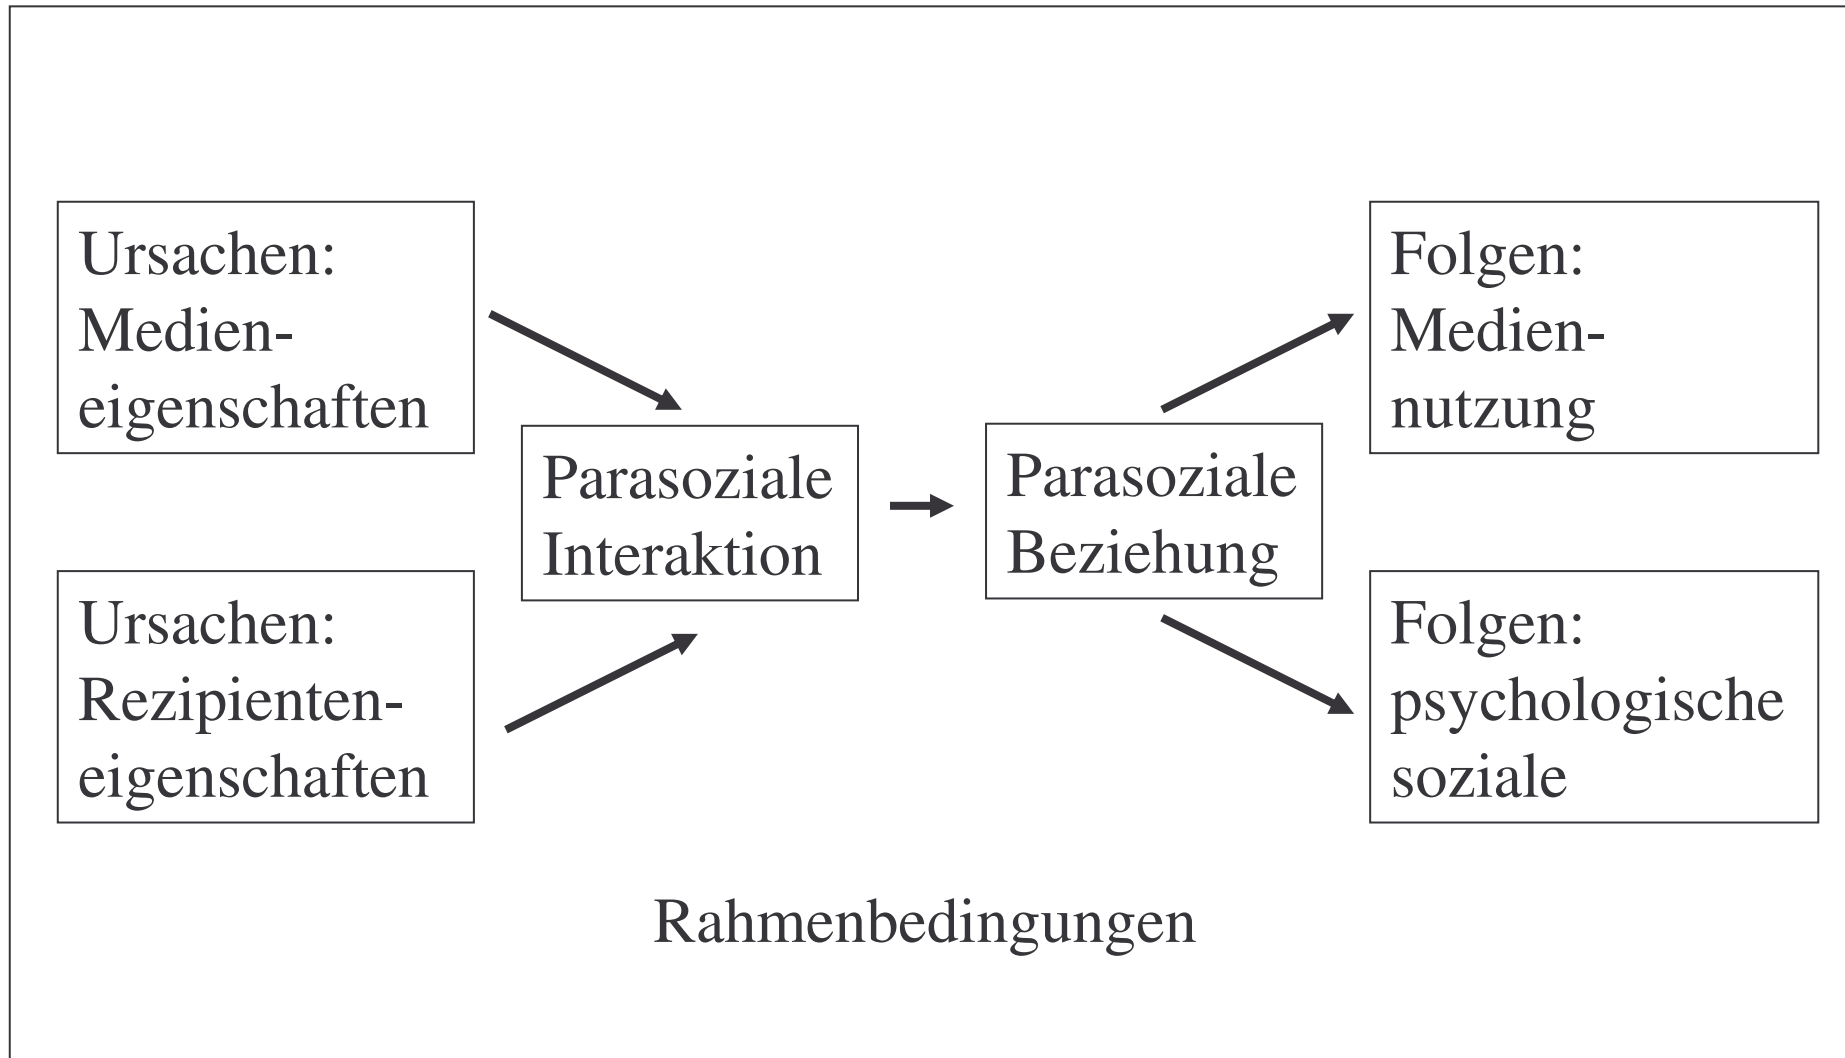 Ursachen:
Medien-
eigenschaften
Ursachen:
Rezipienten-
eigenschaften
Parasoziale
Interaktion
Parasoziale
Beziehung
Folgen:
Medien-
nutzung
Folgen:
psychologische
soziale
Rahmenbedingungen